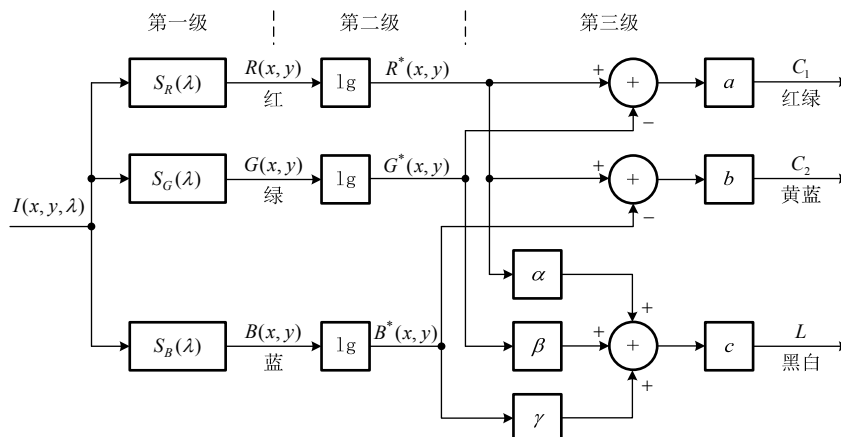 第一级 第二级 第三级
S_R(λ) R(x, y) 红 lg R*(x, y) + + − a C₁ 红绿
S_G(λ) G(x, y) 绿 lg G*(x, y) + + − b C₂ 黄蓝
I(x, y, λ)
α +
S_B(λ) B(x, y) 蓝 lg B*(x, y) β + + c L 黑白
γ +